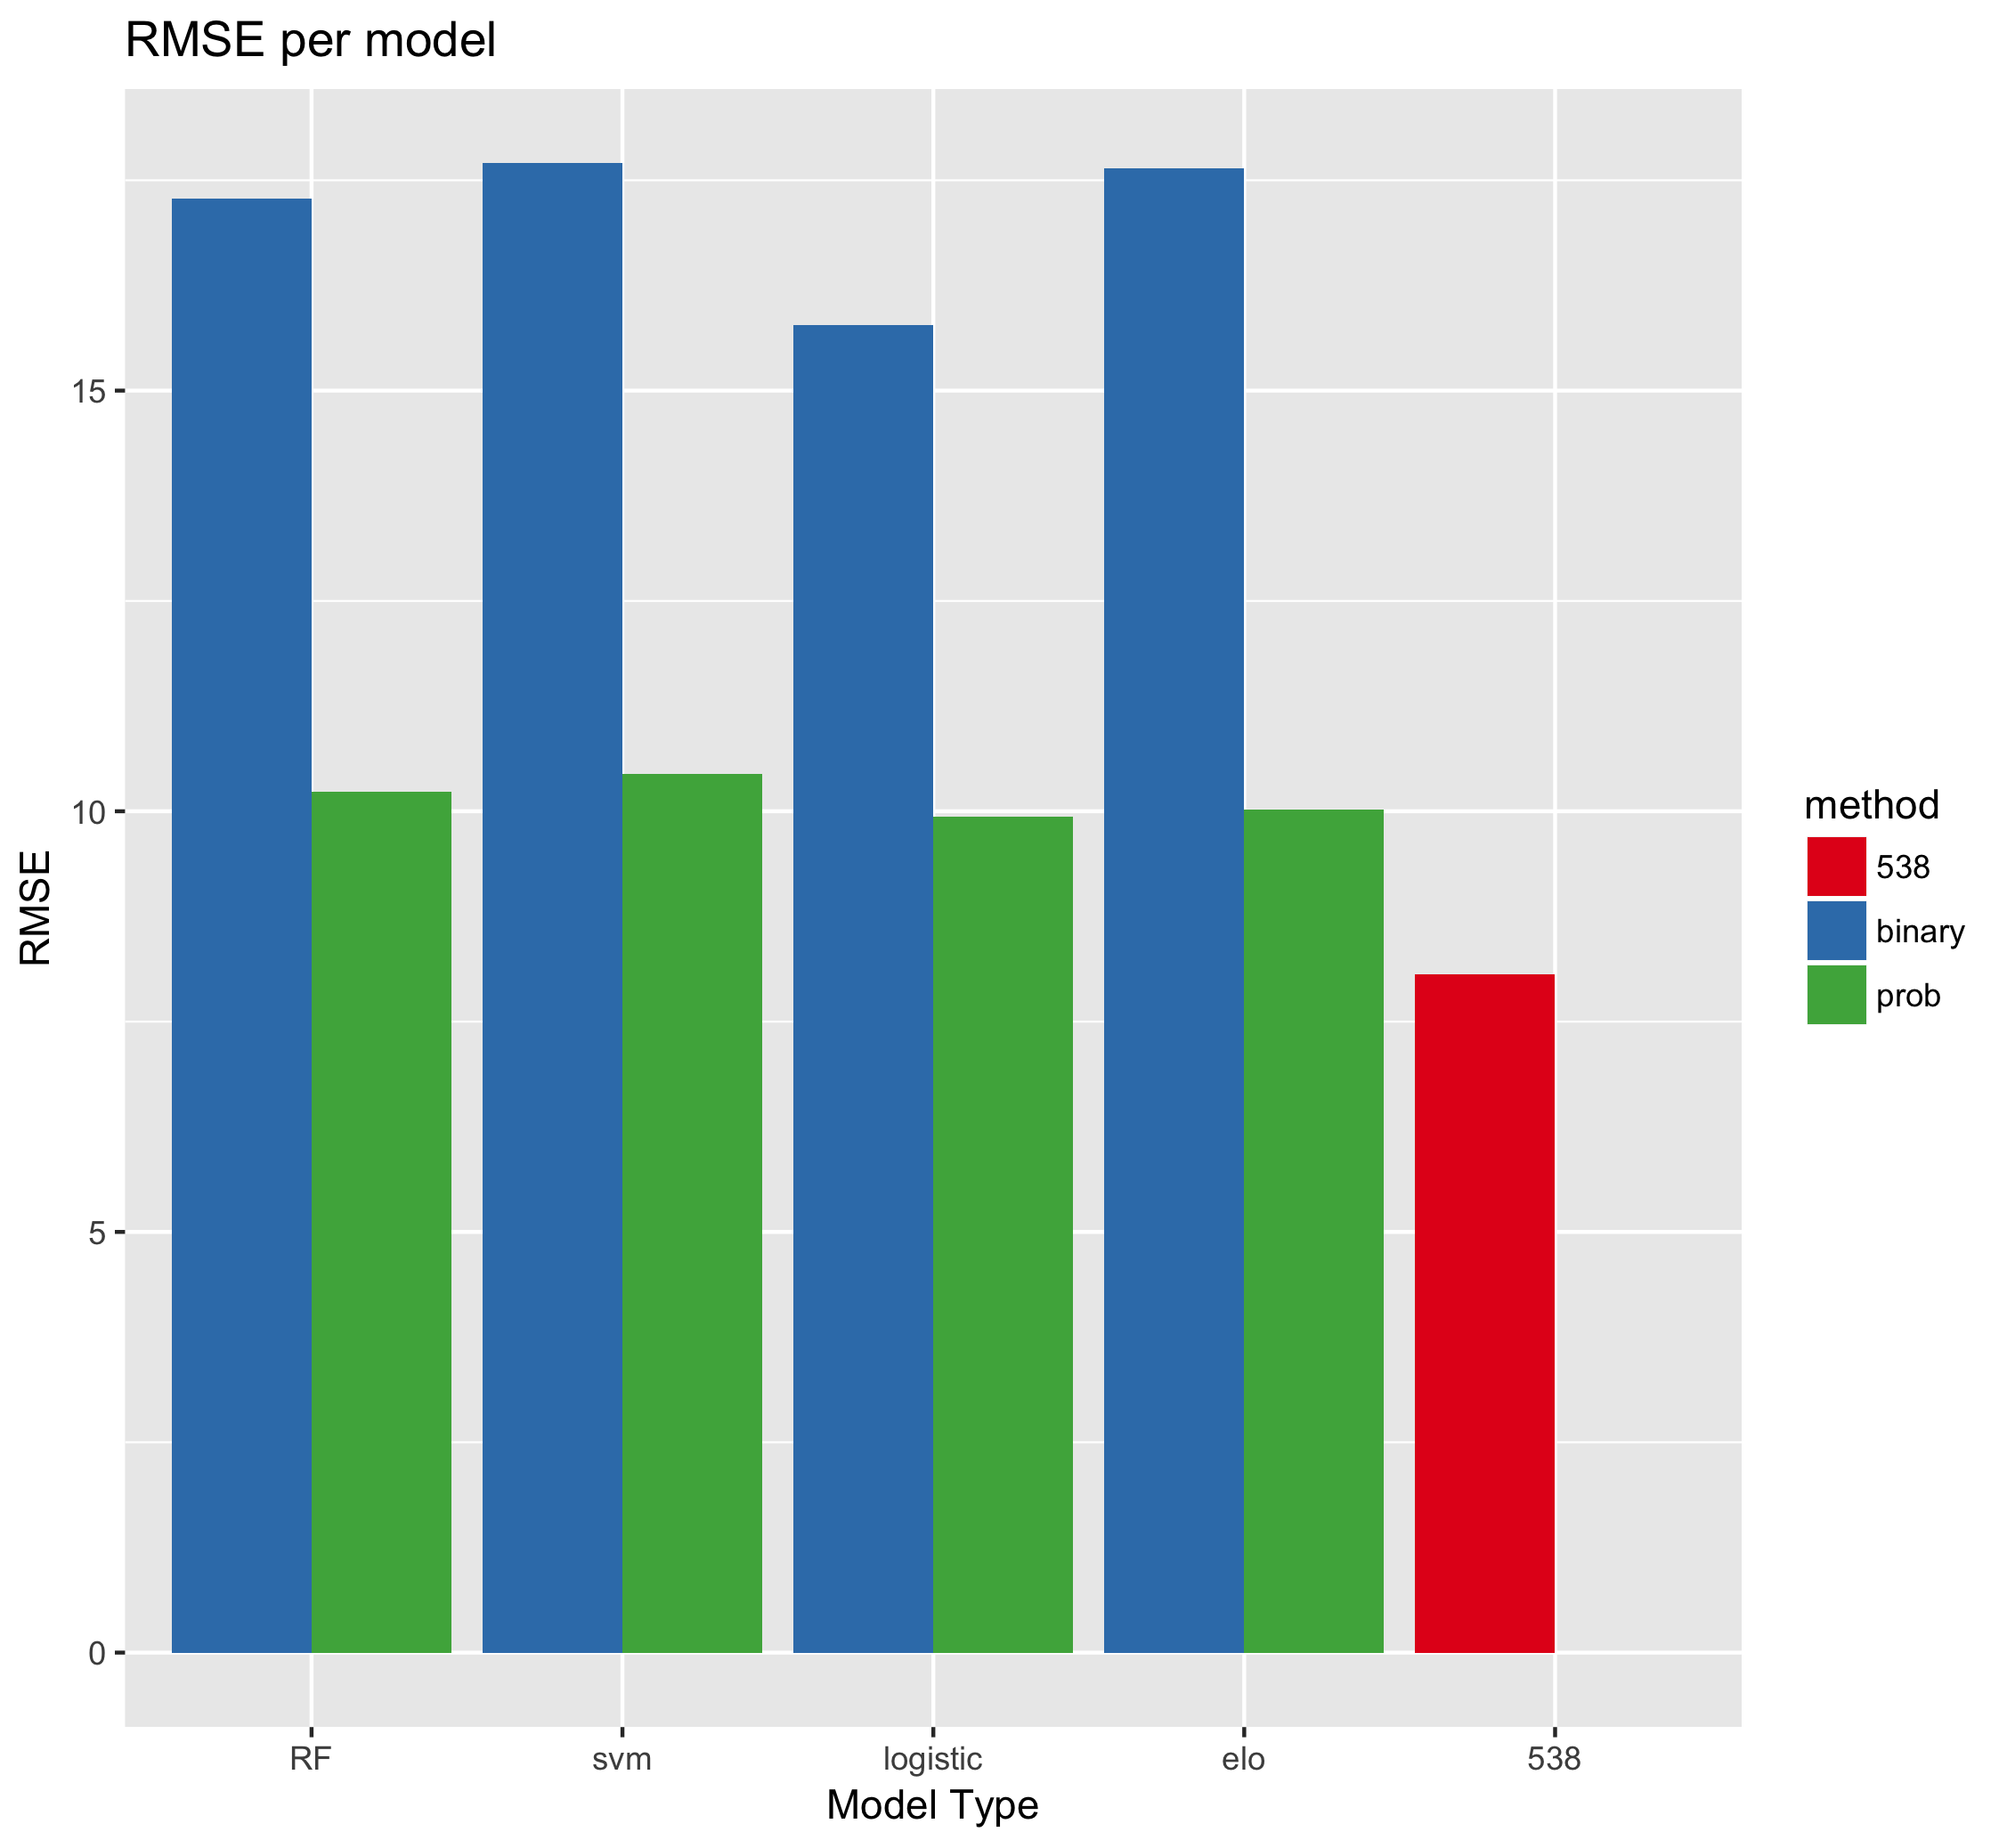 RMSE per model
RMSE
15
10
5
0
RF
svm
logistic
elo
538
Model Type
method
538
binary
prob